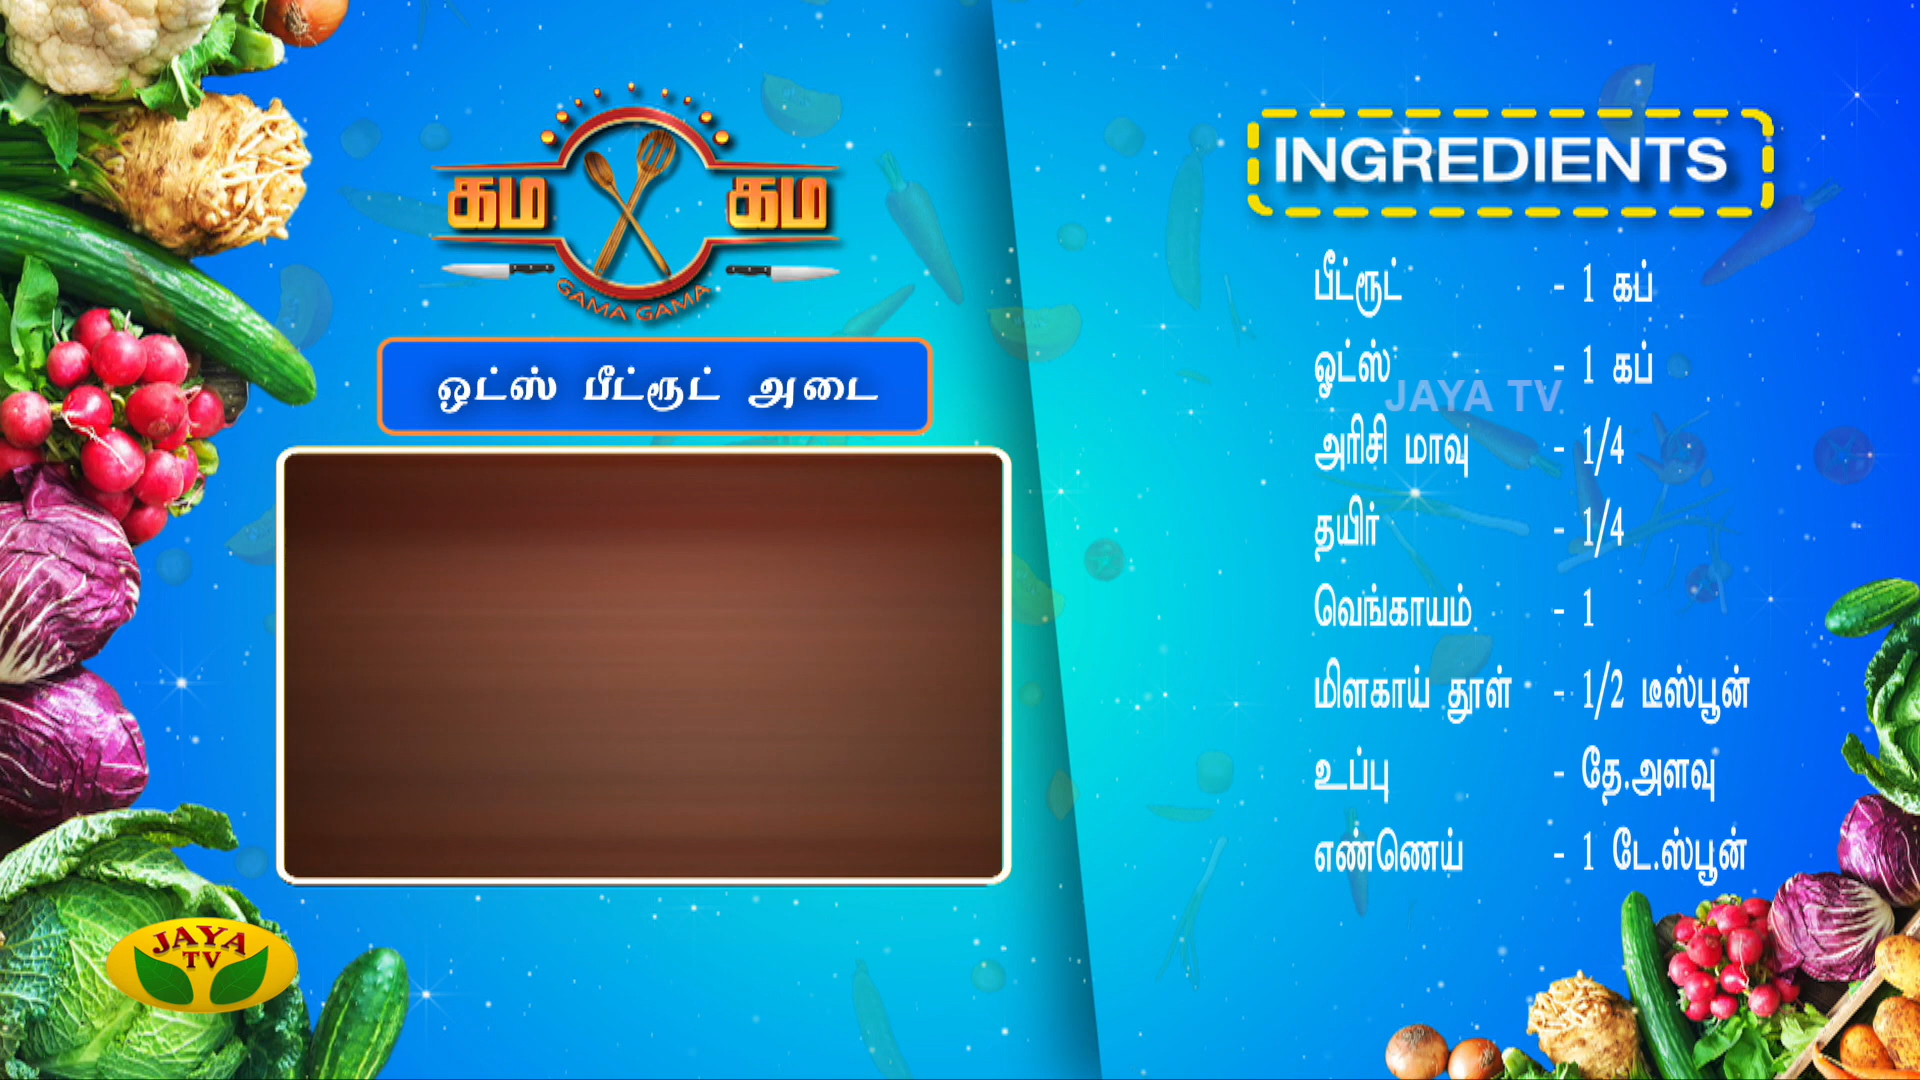 கம கம
GAMA GAMA
ஓட்ஸ் பீட்ரூட் அடை
INGREDIENTS
பீட்ரூட் - 1 கப்
ஓட்ஸ் - 1 கப்
JAYA TV
அரிசி மாவு - 1/4
தயிர் - 1/4
வெங்காயம் - 1
மிளகாய் தூள் - 1/2 டீஸ்பூன்
உப்பு - தே.அளவு
எண்ணெய் - 1 டே.ஸ்பூன்
JAYA
TV